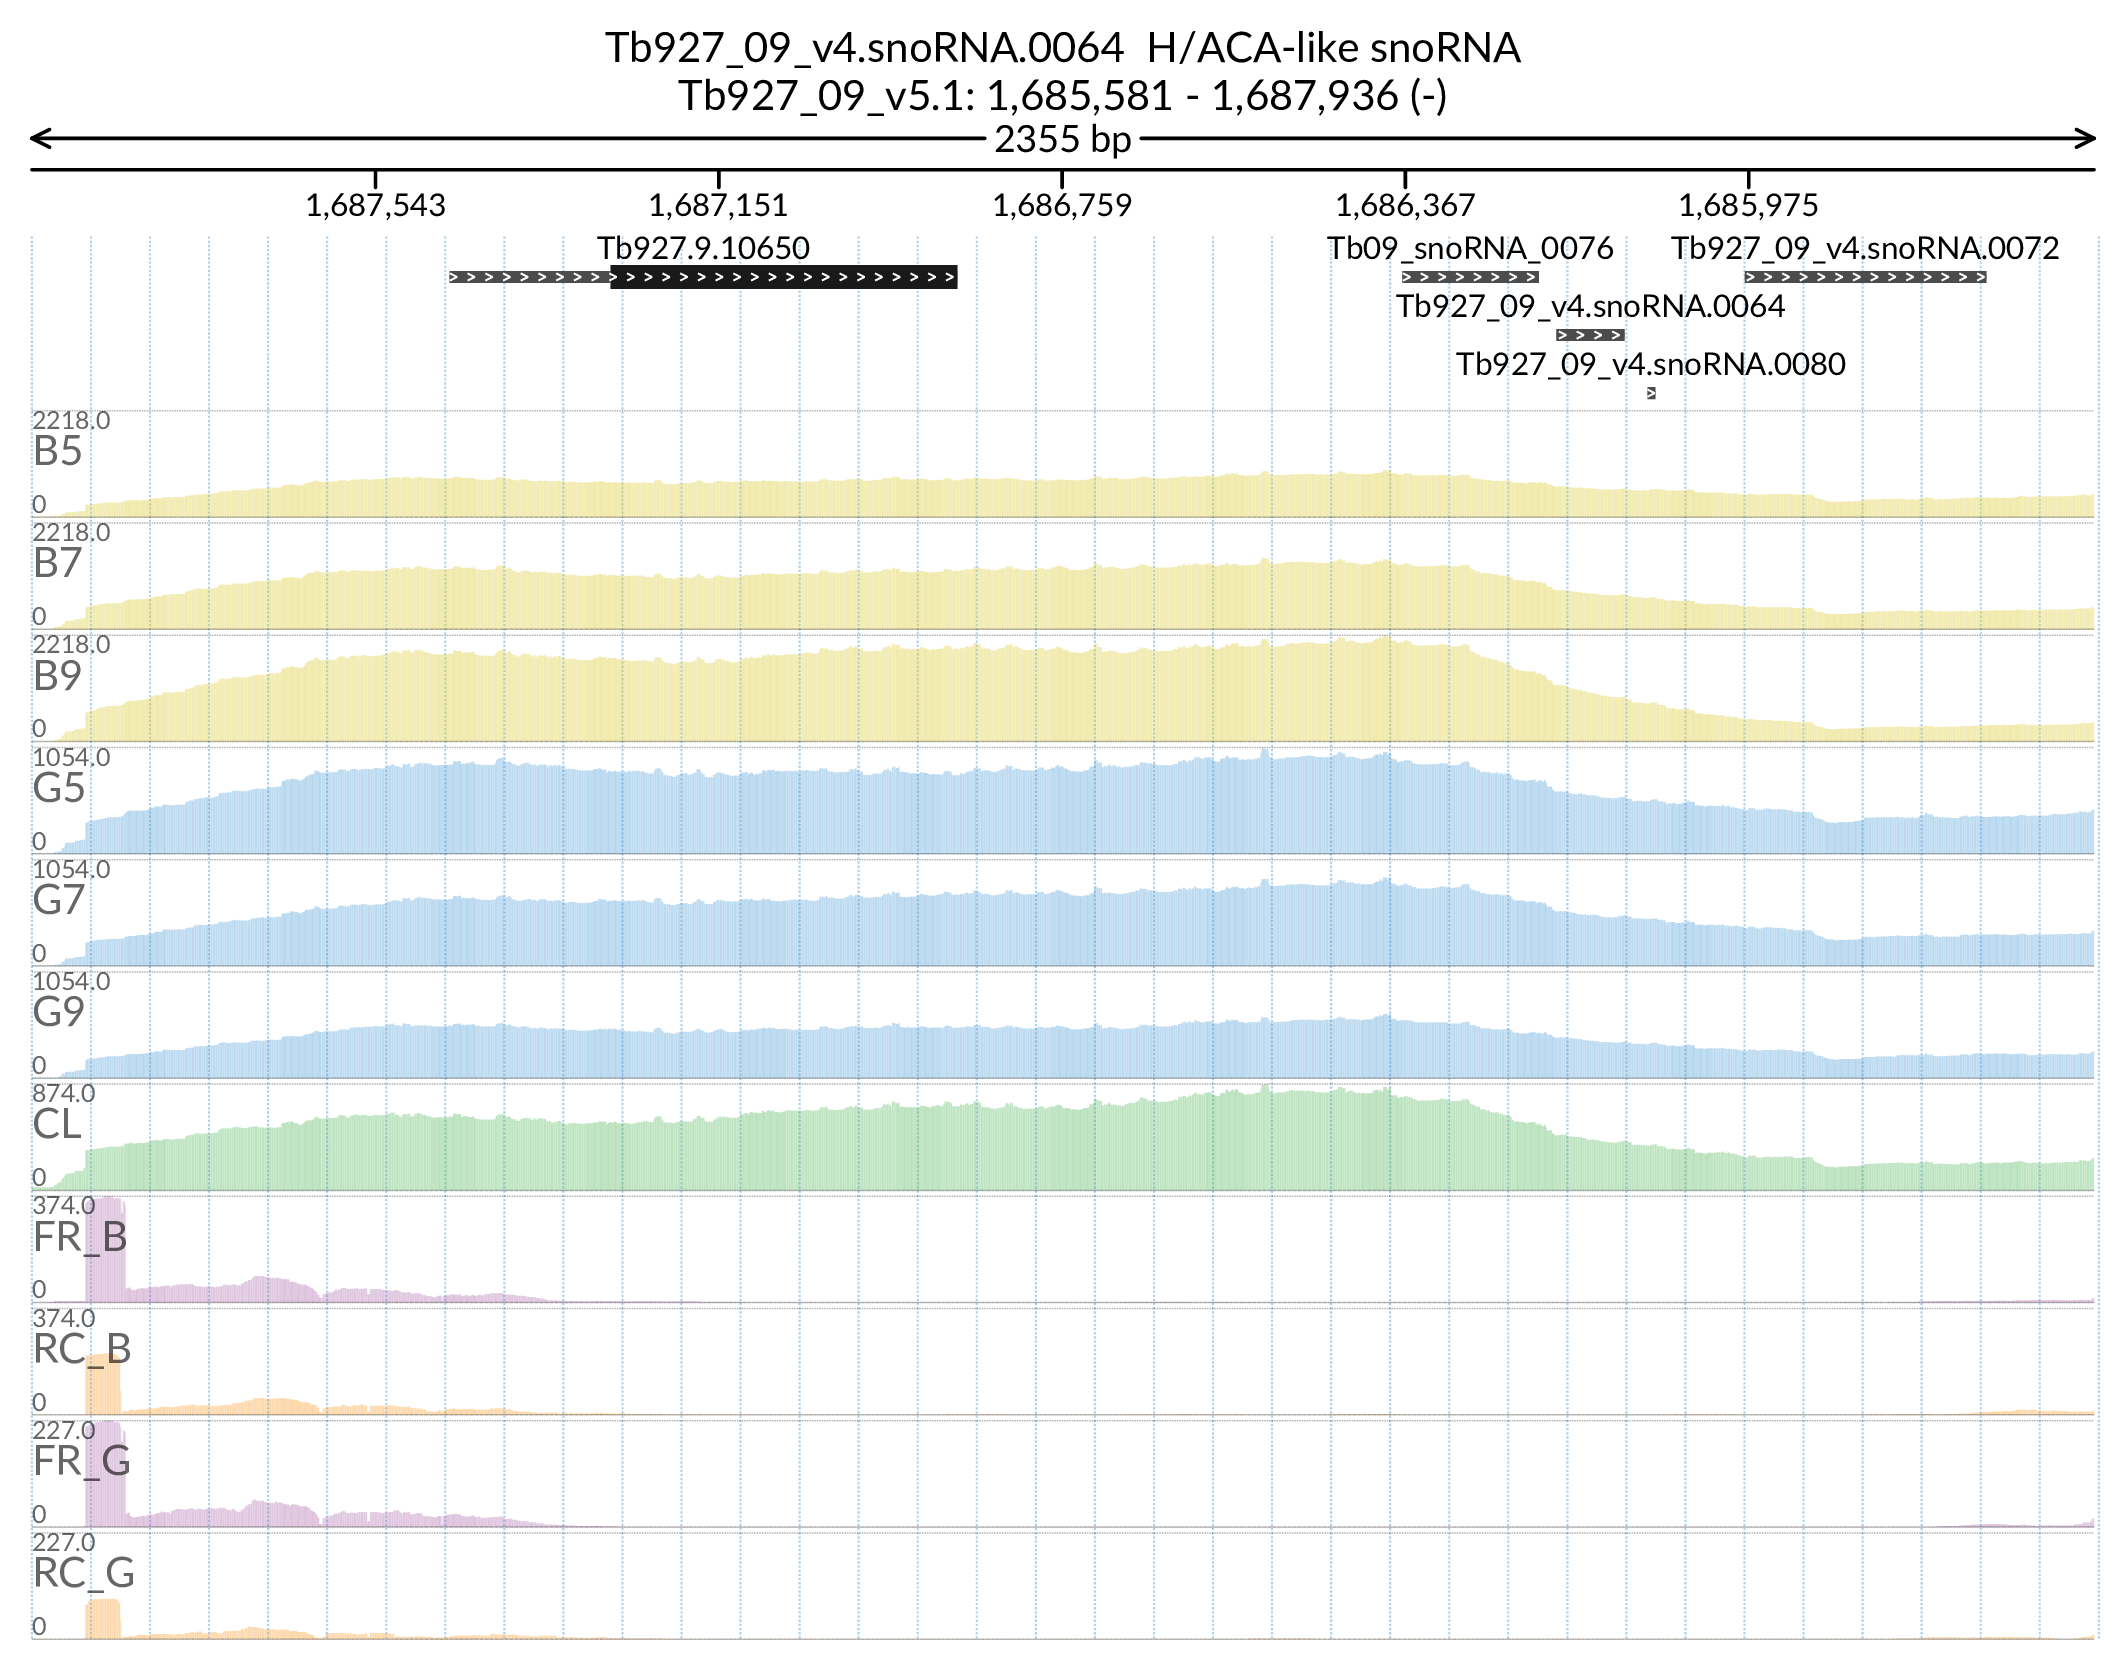 Tb927_09_v4.snoRNA.0064  H/ACA-like snoRNA
Tb927_09_v5.1: 1,685,581 - 1,687,936 (-)
2355 bp
1,687,543 1,687,151 1,686,759 1,686,367 1,685,975
Tb927.9.10650 Tb09_snoRNA_0076 Tb927_09_v4.snoRNA.0072
Tb927_09_v4.snoRNA.0064
Tb927_09_v4.snoRNA.0080
2218.0
B5
0
2218.0
B7
0
2218.0
B9
0
1054.0
G5
0
1054.0
G7
0
1054.0
G9
0
874.0
CL
0
374.0
FR_B
0
374.0
RC_B
0
227.0
FR_G
0
227.0
RC_G
0